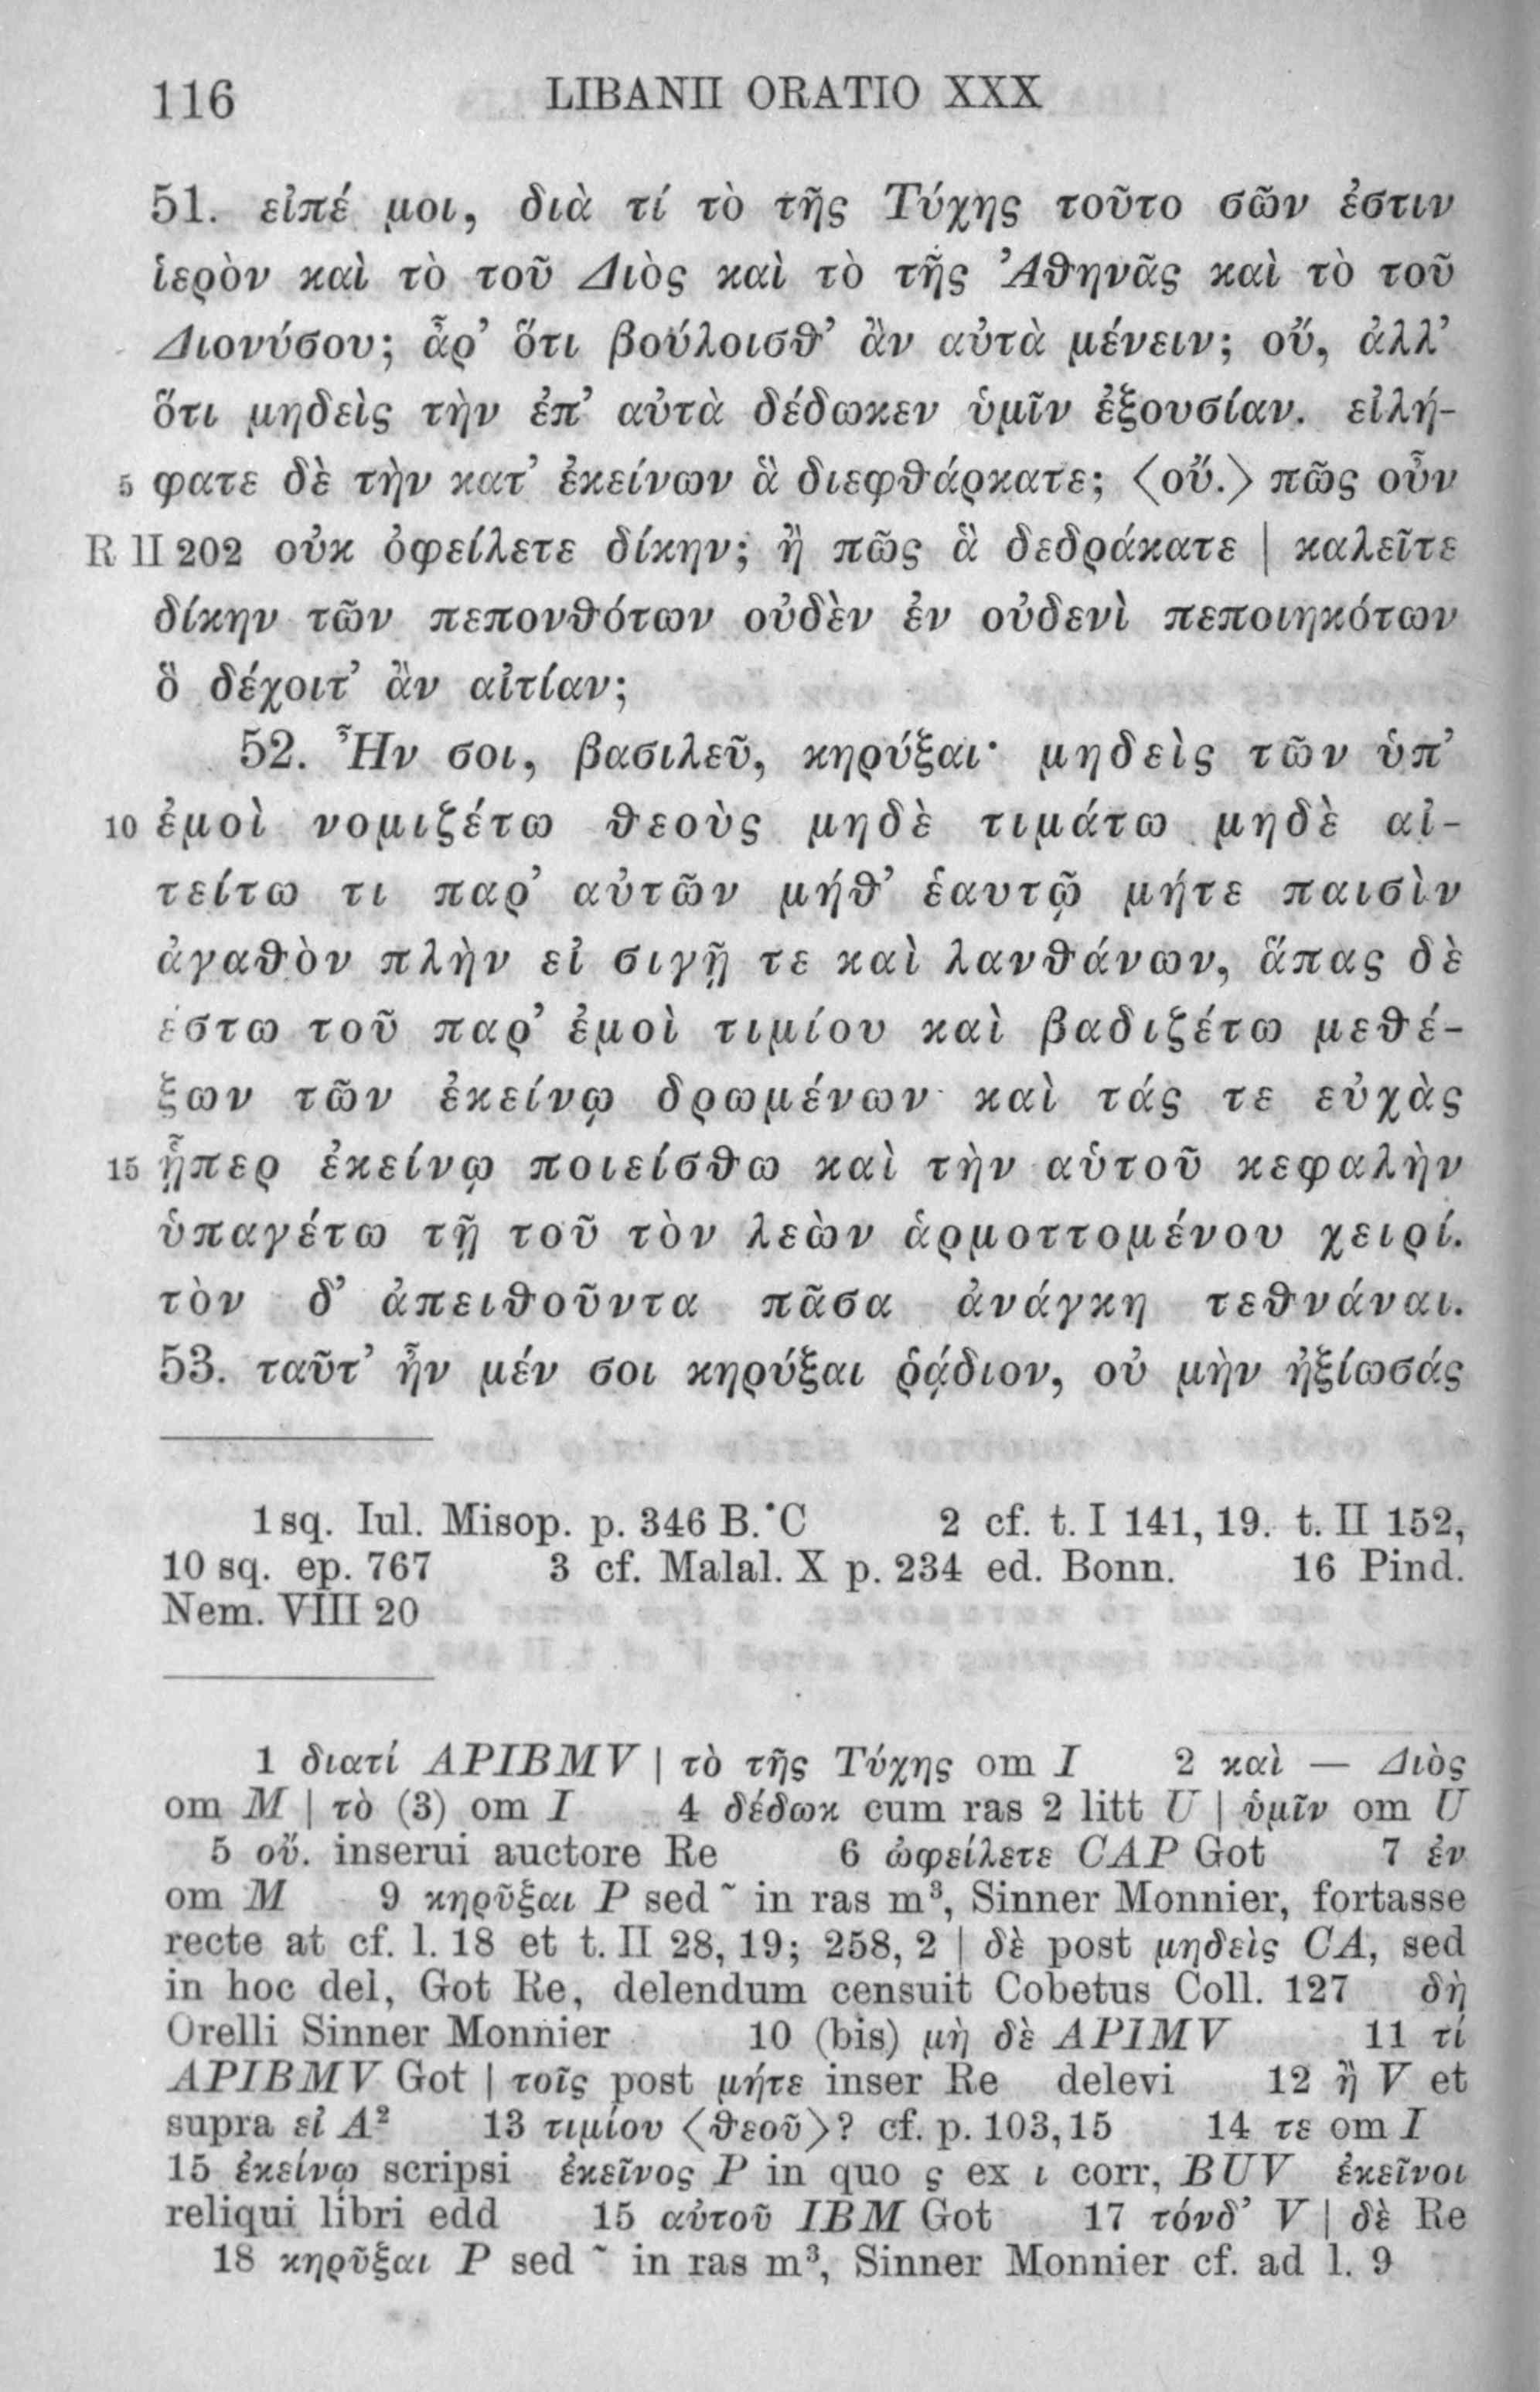 116 LIBANII ORATIO XXX
51. εἰπέ μοι, διὰ τί τὸ τῆς Τύχης τοῦτο σῶν ἐστιν
ἱερὸν καὶ τὸ τοῦ Διὸς καὶ τὸ τῆς Ἀθηνᾶς καὶ τὸ τοῦ
Διονύσου; ἆρ’ ὅτι βούλοισθ’ ἂν αὐτὰ μένειν; οὔ, ἀλλ’
ὅτι μηδεὶς τὴν ἐπ’ αὐτὰ δέδωκεν ὑμῖν ἐξουσίαν. εἰλή-
5 φατε δὲ τὴν κατ’ ἐκείνων ἃ διεφθάρκατε; ⟨οὔ.⟩ πῶς οὖν
R II 202 οὐκ ὀφείλετε δίκην; ἢ πῶς ἃ δεδράκατε | καλεῖτε
δίκην τῶν πεπονθότων οὐδὲν ἐν οὐδενὶ πεποιηκότων
ὃ δέχοιτ’ ἂν αἰτίαν;
52. Ἦν σοι, βασιλεῦ, κηρύξαι· μηδεὶς τῶν ὑπ’
10 ἐμοὶ νομιζέτω θεοὺς μηδὲ τιμάτω μηδὲ αἰ-
τείτω τι παρ’ αὐτῶν μήθ’ ἑαυτῷ μήτε παισὶν
ἀγαθὸν πλὴν εἰ σιγῇ τε καὶ λανθάνων, ἅπας δὲ
ἔστω τοῦ παρ’ ἐμοὶ τιμίου καὶ βαδιζέτω μεθέ-
ξων τῶν ἐκείνῳ δρωμένων καὶ τάς τε εὐχὰς
15 ᾗπερ ἐκείνῳ ποιείσθω καὶ τὴν αὑτοῦ κεφαλὴν
ὑπαγέτω τῇ τοῦ τὸν λεὼν ἁρμοττομένου χειρί.
τὸν δ’ ἀπειθοῦντα πᾶσα ἀνάγκη τεθνάναι.
53. ταῦτ’ ἦν μέν σοι κηρύξαι ῥᾴδιον, οὐ μὴν ἠξίωσάς
1 sq. Iul. Misop. p. 346 B. C 2 cf. t. I 141, 19. t. II 152,
10 sq. ep. 767 3 cf. Malal. X p. 234 ed. Bonn. 16 Pind.
Nem. VIII 20
1 διατί APIBMV | τὸ τῆς Τύχης om I 2 καὶ — Διὸς
om M | τὸ (3) om I 4 δέδωκ cum ras 2 litt U | ὑμῖν om U
5 οὔ. inserui auctore Re 6 ὠφείλετε CAP Got 7 ἐν
om M 9 κηρῦξαι P sed ῀ in ras m³, Sinner Monnier, fortasse
recte at cf. l. 18 et t. II 28, 19; 258, 2 | δὲ post μηδεὶς CA, sed
in hoc del, Got Re, delendum censuit Cobetus Coll. 127 δὴ
Orelli Sinner Monnier 10 (bis) μὴ δὲ APIMV 11 τί
APIBMV Got | τοῖς post μήτε inser Re delevi 12 ἢ V et
supra εἰ A² 13 τιμίου ⟨θεοῦ⟩? cf. p. 103, 15 14 τε om I
15 ἐκείνῳ scripsi ἐκεῖνος P in quo ς ex ι corr, BUV ἐκεῖνοι
reliqui libri edd 15 αὐτοῦ IBM Got 17 τόνδ’ V | δὲ Re
18 κηρῦξαι P sed ῀ in ras m³, Sinner Monnier cf. ad l. 9